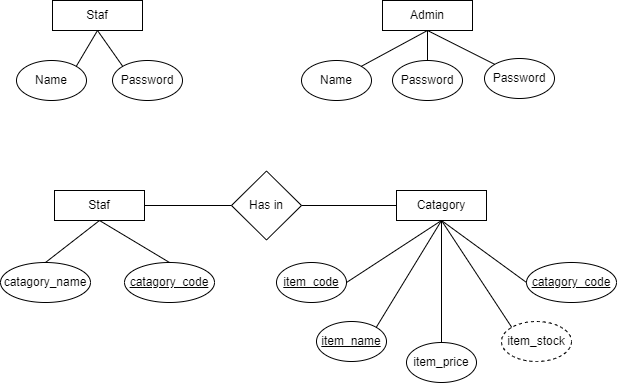 Staf
Admin
Name
Password
Name
Password
Password
Staf
Has in
Catagory
catagory_name
catagory_code
item_code
catagory_code
item_name
item_stock
item_price